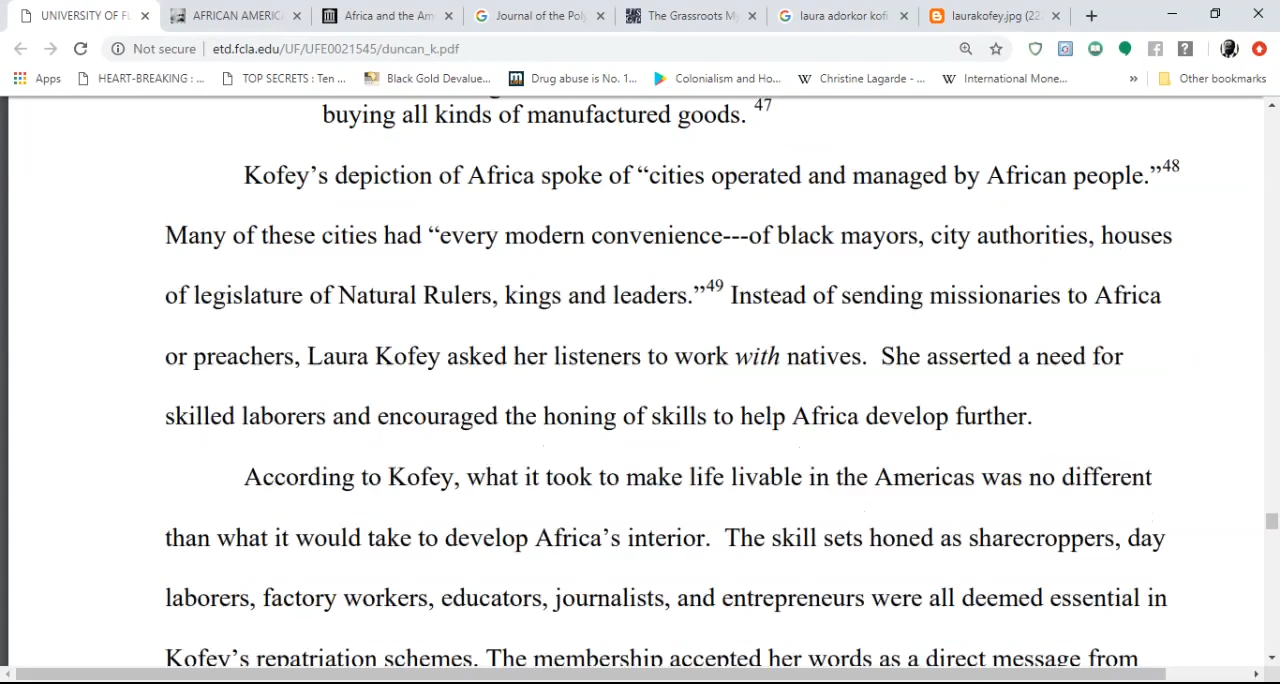 UNIVERSITY OF FL
AFRICAN AMERIC
Africa and the Am
Journal of the Poly
The Grassroots My
laura adorkor kofi
laurakofey.jpg (22
Not secure | etd.fcla.edu/UF/UFE0021545/duncan_k.pdf
Apps
HEART-BREAKING : ...
TOP SECRETS : Ten ...
Black Gold Devalue...
Drug abuse is No. 1...
Colonialism and Ho...
Christine Lagarde - ...
International Mone...
» Other bookmarks
buying all kinds of manufactured goods. 47
Kofey’s depiction of Africa spoke of “cities operated and managed by African people.”48
Many of these cities had “every modern convenience---of black mayors, city authorities, houses
of legislature of Natural Rulers, kings and leaders.”49 Instead of sending missionaries to Africa
or preachers, Laura Kofey asked her listeners to work with natives. She asserted a need for
skilled laborers and encouraged the honing of skills to help Africa develop further.
According to Kofey, what it took to make life livable in the Americas was no different
than what it would take to develop Africa’s interior. The skill sets honed as sharecroppers, day
laborers, factory workers, educators, journalists, and entrepreneurs were all deemed essential in
Kofey’s repatriation schemes. The membership accepted her words as a direct message from